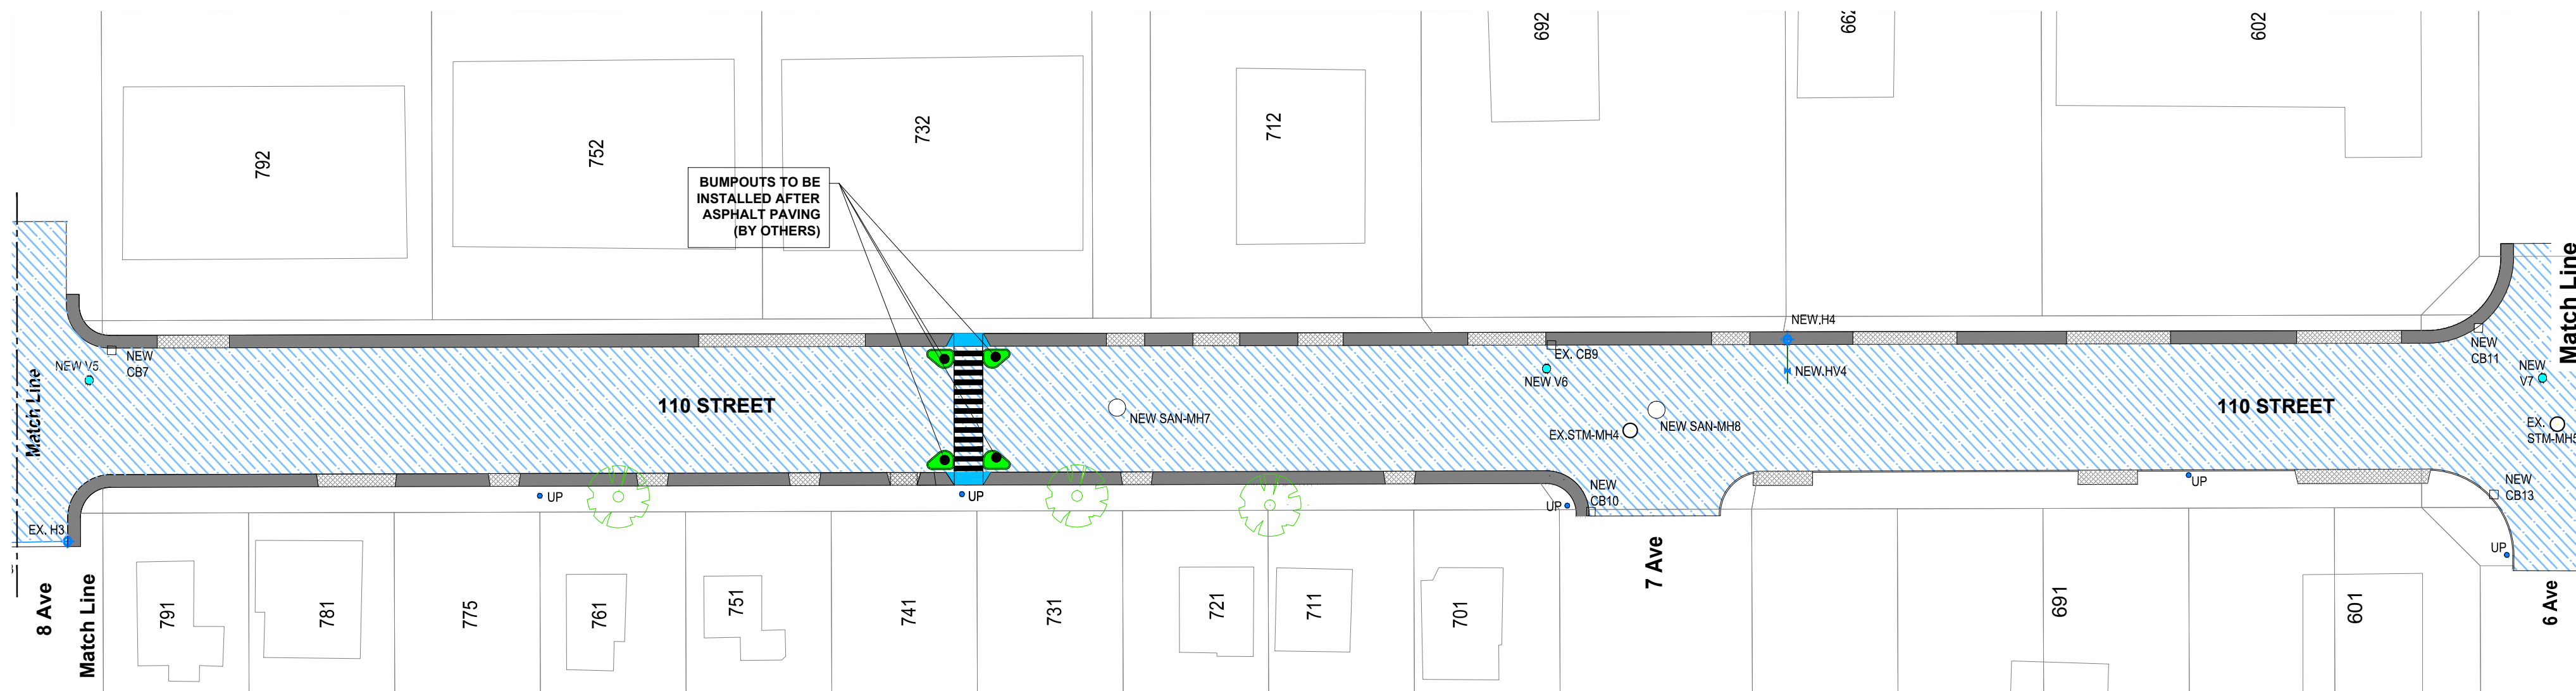 692
662
602
792
752
732
712
BUMPOUTS TO BE
INSTALLED AFTER
ASPHALT PAVING
(BY OTHERS)
Match Line
NEW.H4
NEW
CB7
NEW V5
EX. CB9
NEW V6
NEW.HV4
NEW
CB11
NEW
V7
Match Line
110 STREET
NEW SAN-MH7
EX.STM-MH4
NEW SAN-MH8
110 STREET
EX.
STM-MH5
UP
UP
NEW
CB10
UP
UP
NEW
CB13
UP
EX. H3
8 Ave
Match Line
791
781
775
761
751
741
731
721
711
701
7 Ave
691
601
6 Ave